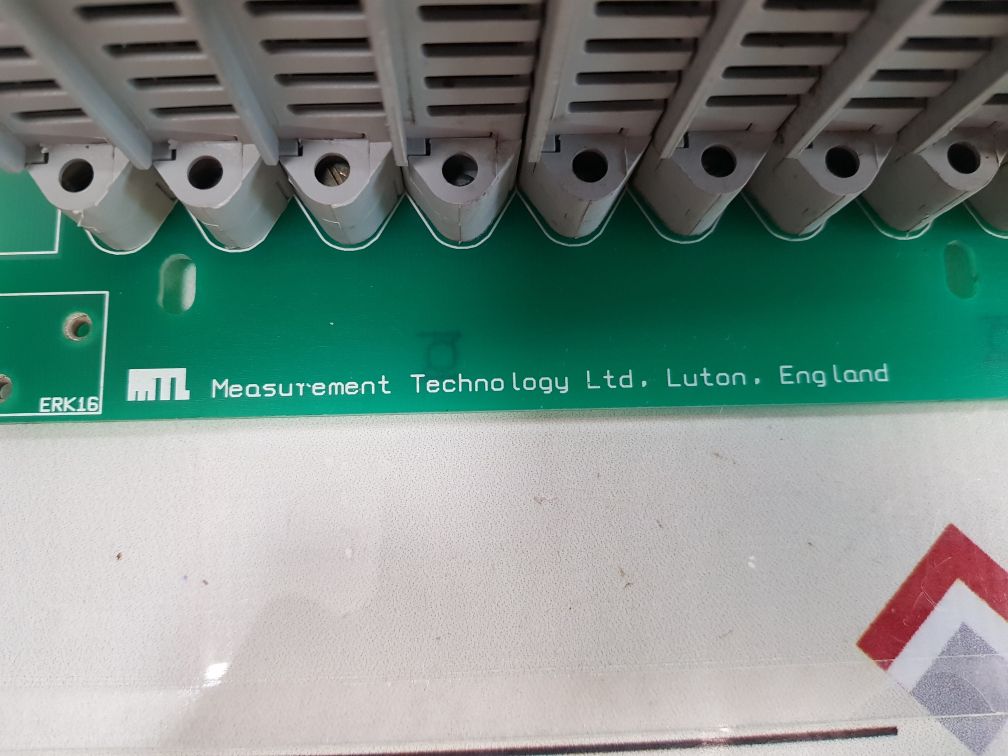 MTL Measurement Technology Ltd. Luton. England
ERK16